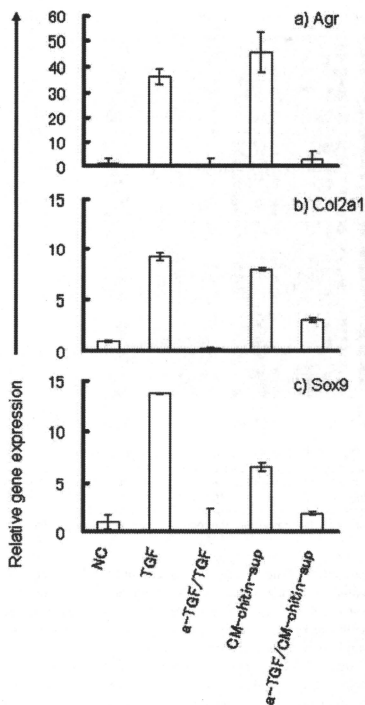 a) Agr
60
50
40
30
20
10
0
b) Col2a1
15
10
5
0
c) Sox9
15
10
5
0
Relative gene expression
NC
TGF
a-TGF/TGF
CM-chitin-sup
a-TGF/CM-chitin-sup